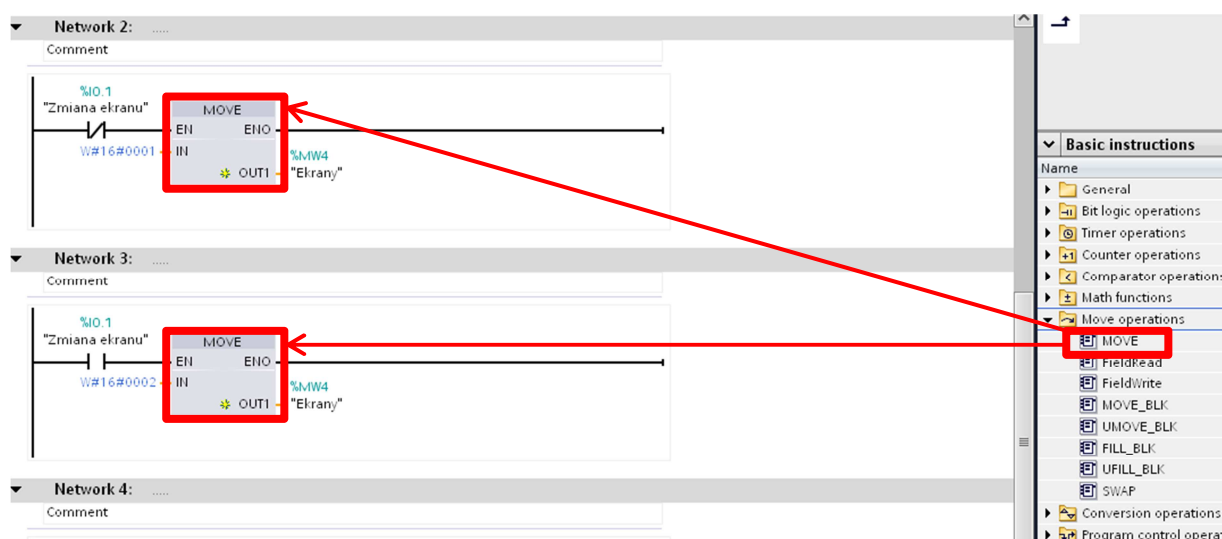 Network 2: .....
Comment
%I0.1
"Zmiana ekranu"
MOVE
EN ENO
W#16#0001 IN
%MW4
OUT1 "Ekrany"
Network 3: .....
Comment
%I0.1
"Zmiana ekranu"
MOVE
EN ENO
W#16#0002 IN
%MW4
OUT1 "Ekrany"
Network 4: .....
Comment
Basic instructions
Name
General
Bit logic operations
Timer operations
Counter operations
Comparator operations
Math functions
Move operations
MOVE
FieldRead
FieldWrite
MOVE_BLK
UMOVE_BLK
FILL_BLK
UFILL_BLK
SWAP
Conversion operations
Program control opera